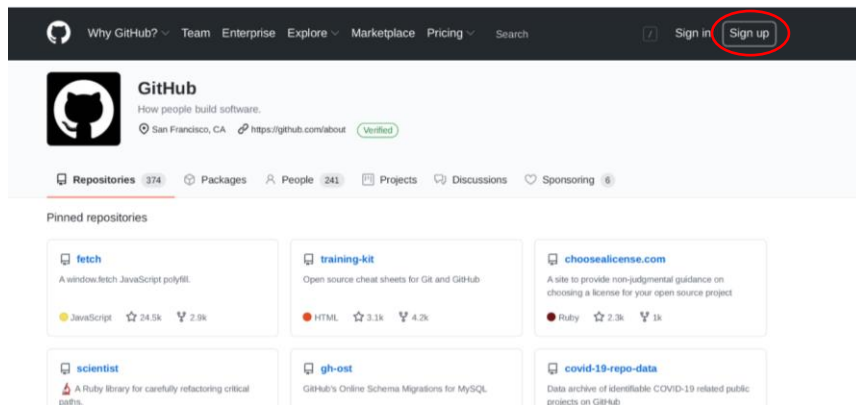 Why GitHub? Team Enterprise Explore Marketplace Pricing Search / Sign in Sign up
GitHub
How people build software.
San Francisco, CA https://github.com/about Verified
Repositories 374 Packages People 241 Projects Discussions Sponsoring 6
Pinned repositories
fetch
A window.fetch JavaScript polyfill.
JavaScript 24.5k 2.9k
training-kit
Open source cheat sheets for Git and GitHub
HTML 3.1k 4.2k
choosealicense.com
A site to provide non-judgmental guidance on
choosing a license for your open source project
Ruby 2.3k 1k
scientist
A Ruby library for carefully refactoring critical
paths.
gh-ost
GitHub's Online Schema Migrations for MySQL
covid-19-repo-data
Data archive of identifiable COVID-19 related public
projects on GitHub